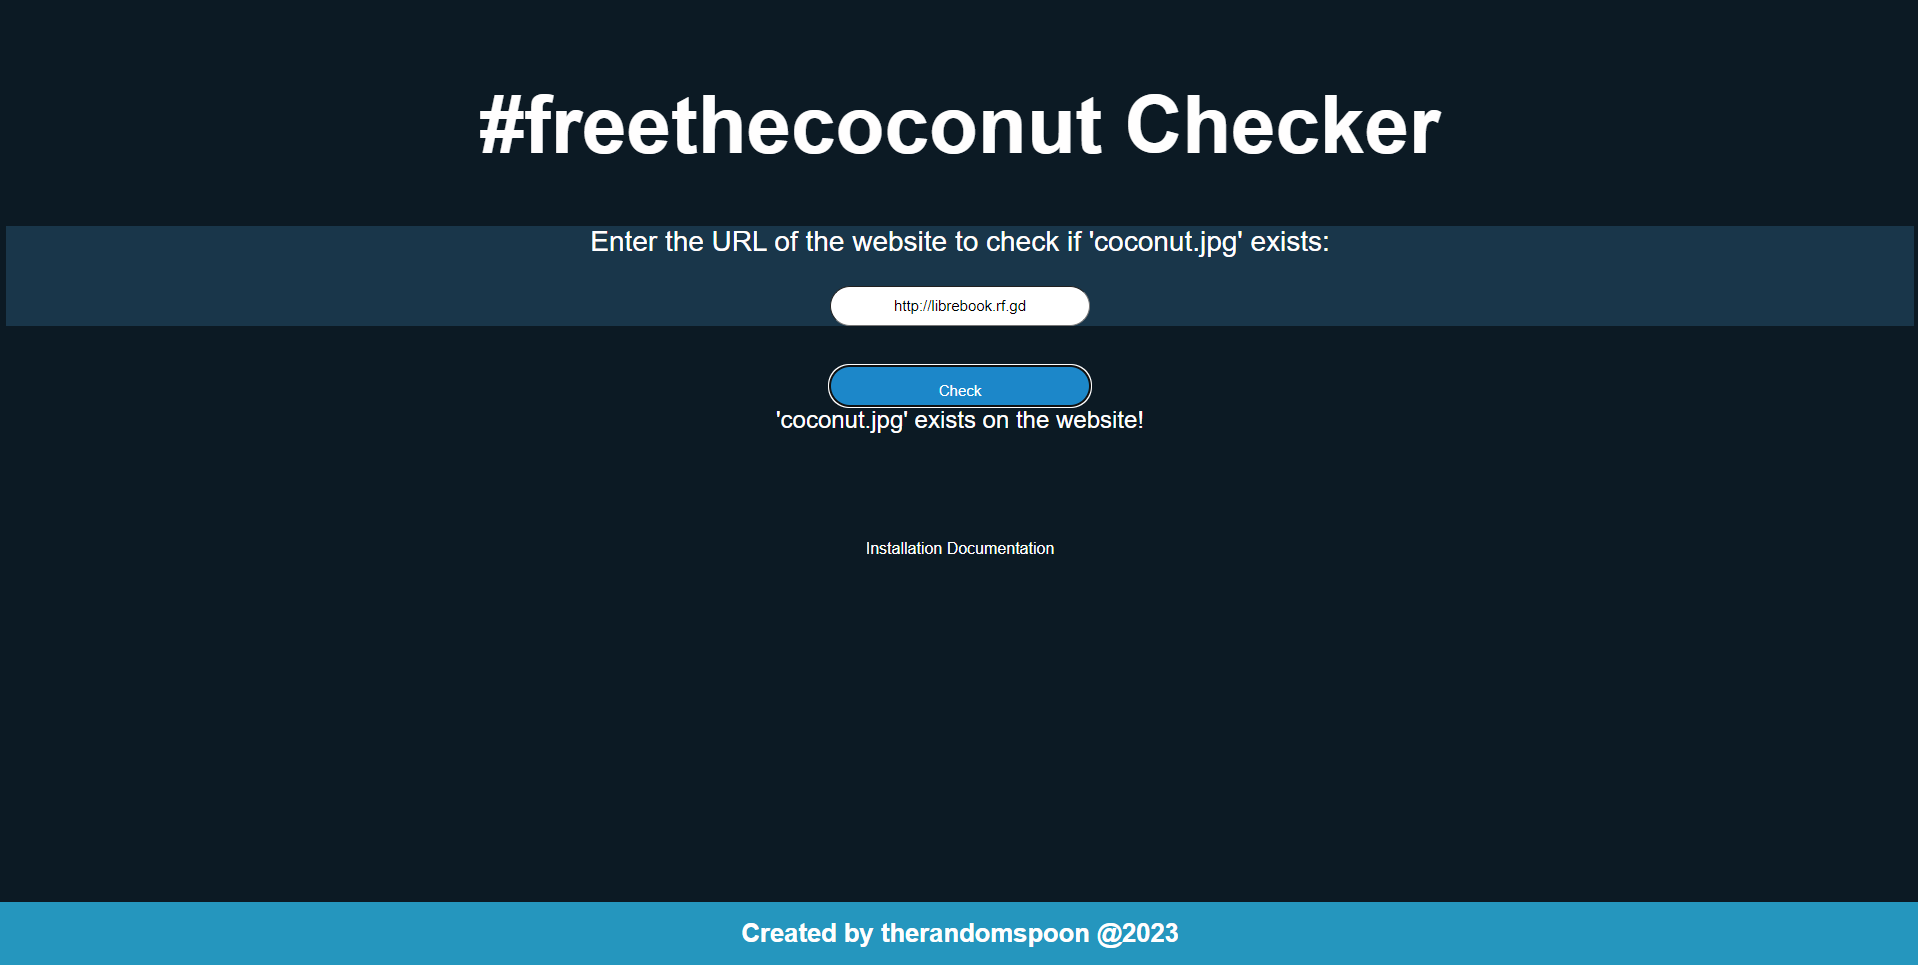 #freethecoconut Checker
Enter the URL of the website to check if 'coconut.jpg' exists:
http://librebook.rf.gd
Check
'coconut.jpg' exists on the website!
Installation Documentation
Created by therandomspoon @2023